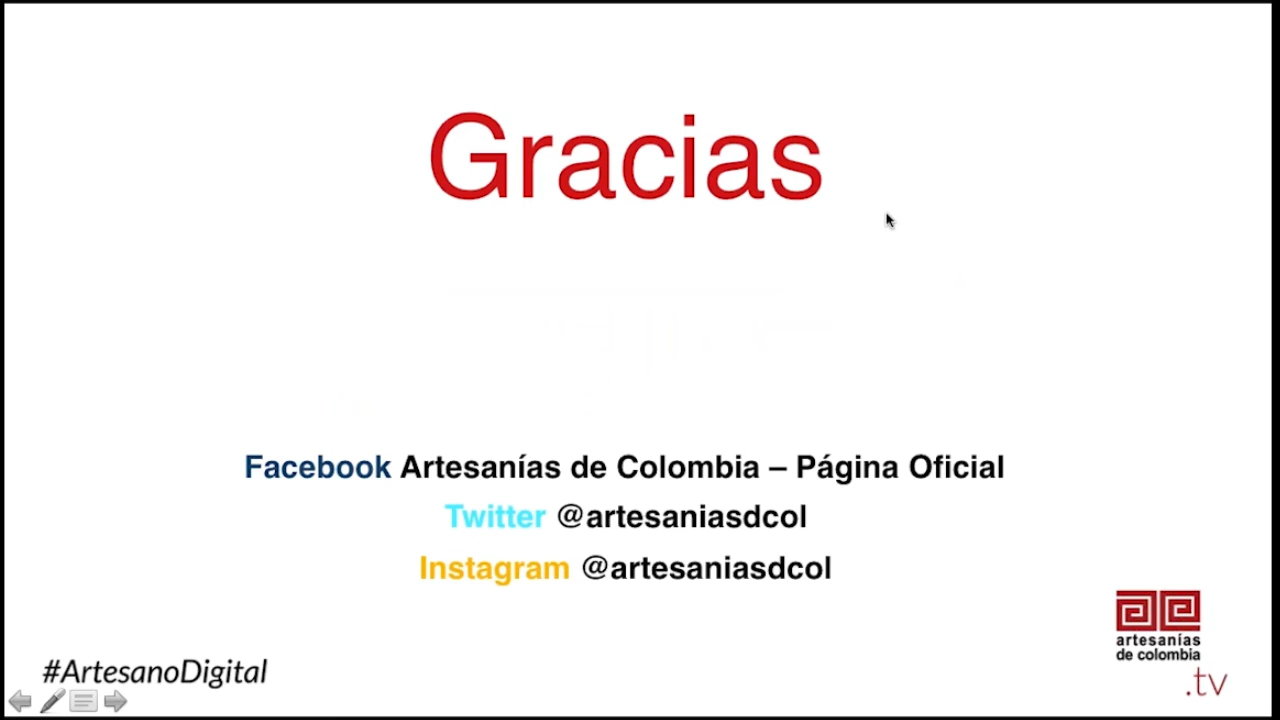 Gracias
Facebook Artesanías de Colombia – Página Oficial
Twitter @artesaniasdcol
Instagram @artesaniasdcol
#ArtesanoDigital
artesanías
de colombia
.tv